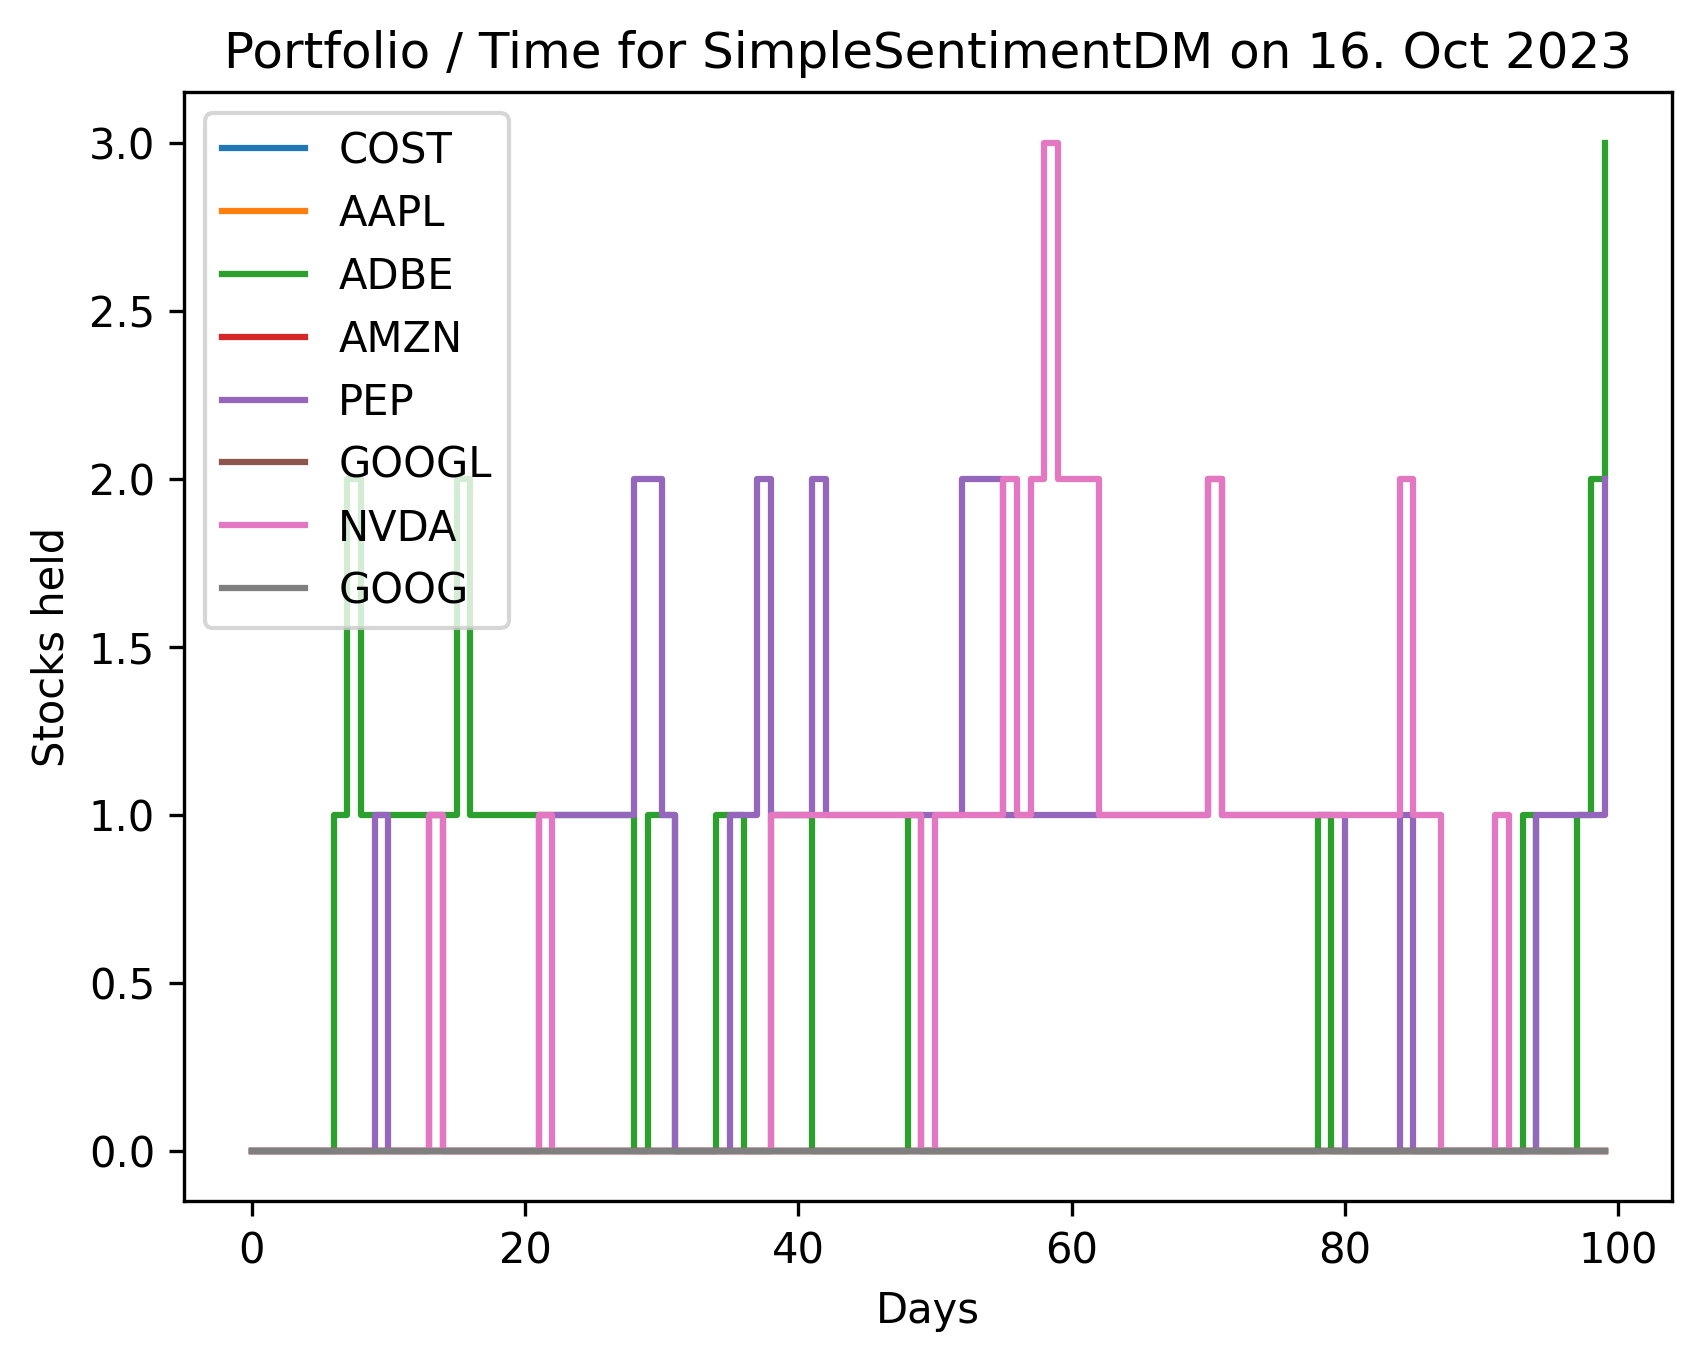 Portfolio / Time for SimpleSentimentDM on 16. Oct 2023
COST
AAPL
ADBE
AMZN
PEP
GOOGL
NVDA
GOOG
Stocks held
3.0
2.5
2.0
1.5
1.0
0.5
0.0
0 20 40 60 80 100
Days